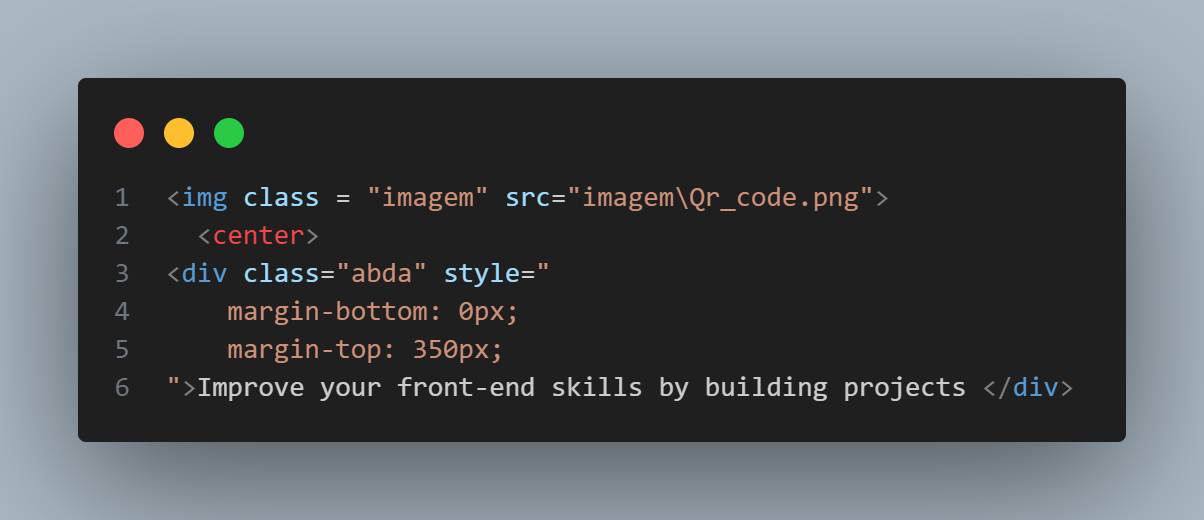 1 <img class = "imagem" src="imagem\Qr_code.png">
2   <center>
3 <div class="abda" style="
4     margin-bottom: 0px;
5     margin-top: 350px;
6 ">Improve your front-end skills by building projects </div>